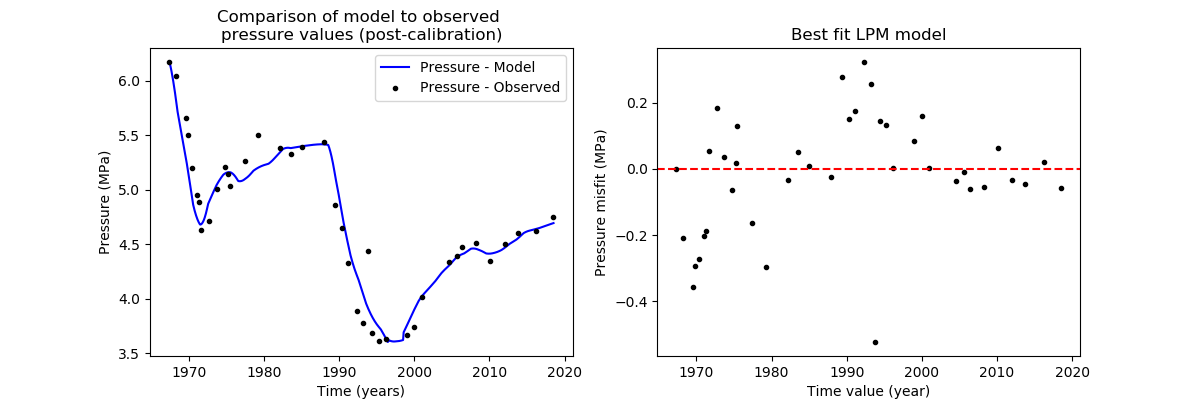 Comparison of model to observed
pressure values (post-calibration)
Pressure (MPa)
6.0
5.5
5.0
4.5
4.0
3.5
Pressure - Model
Pressure - Observed
1970 1980 1990 2000 2010 2020
Time (years)
Best fit LPM model
Pressure misfit (MPa)
0.2
0.0
−0.2
−0.4
1970 1980 1990 2000 2010 2020
Time value (year)